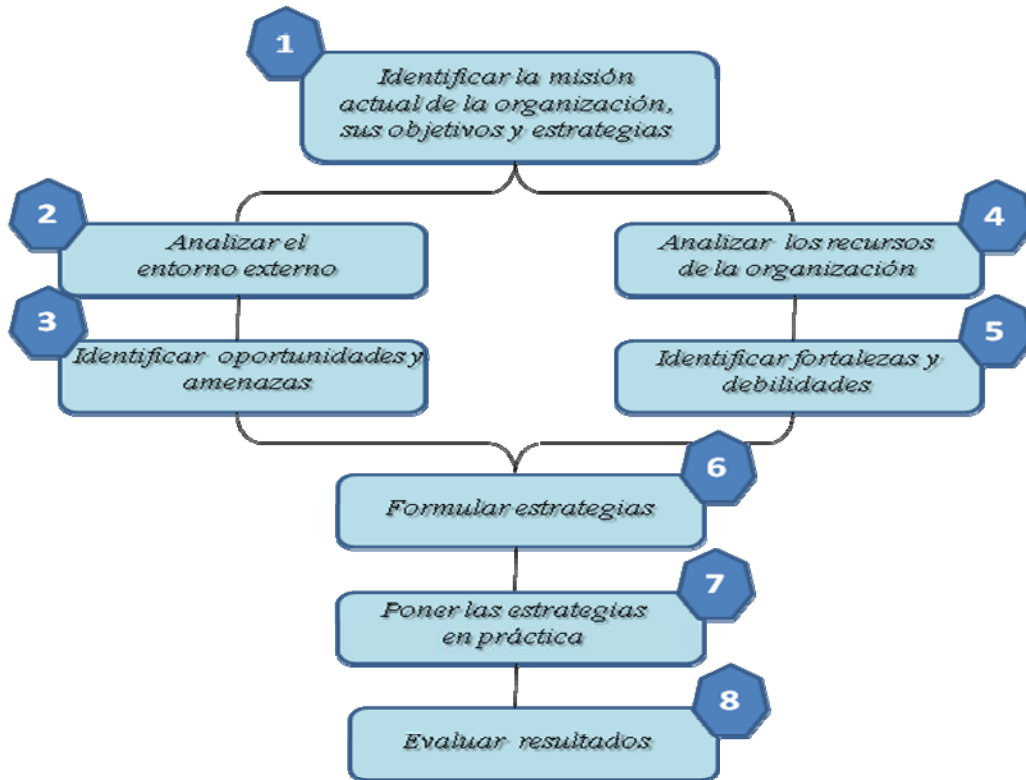 1
Identificar la misión
actual de la organización,
sus objetivos y estrategias
2
Analizar el
entorno externo
3
Identificar oportunidades y
amenazas
4
Analizar los recursos
de la organización
5
Identificar fortalezas y
debilidades
6
Formular estrategias
7
Poner las estrategias
en práctica
8
Evaluar resultados